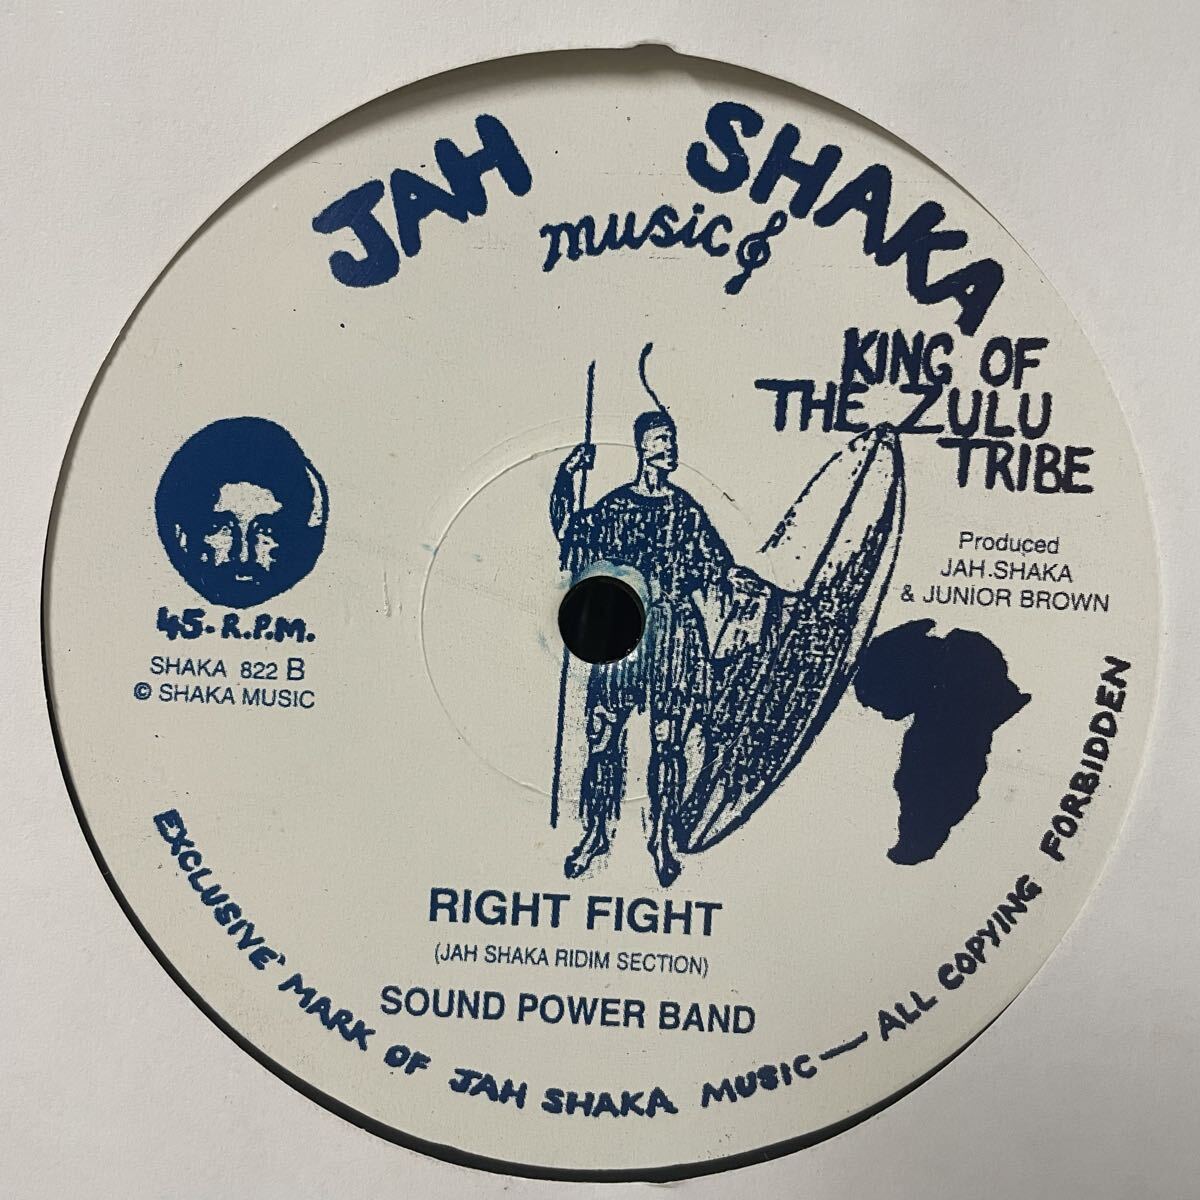 JAH SHAKA
music
KING OF
THE ZULU
TRIBE
Produced
JAH.SHAKA
& JUNIOR BROWN
45-R.P.M.
SHAKA 822 B
© SHAKA MUSIC
RIGHT FIGHT
(JAH SHAKA RIDIM SECTION)
SOUND POWER BAND
EXCLUSIVE' MARK OF JAH SHAKA MUSIC — ALL COPYING FORBIDDEN